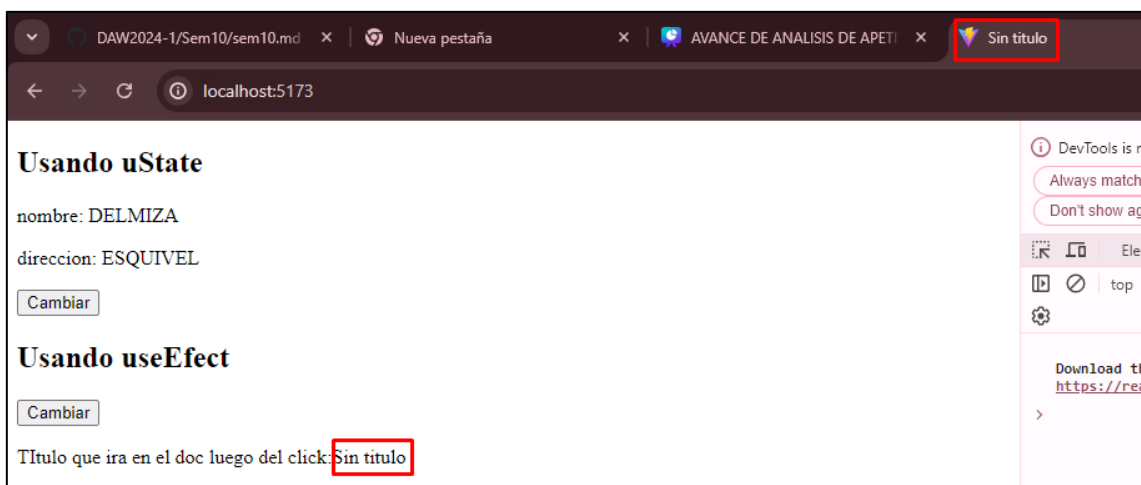 DAW2024-1/Sem10/sem10.md
Nueva pestaña
AVANCE DE ANALISIS DE APETI
Sin titulo
localhost:5173
Usando uState
nombre: DELMIZA
direccion: ESQUIVEL
Cambiar
Usando useEfect
Cambiar
TItulo que ira en el doc luego del click:Sin titulo
DevTools is r
Always match
Don't show ag
Ele
top
Download th
https://rea